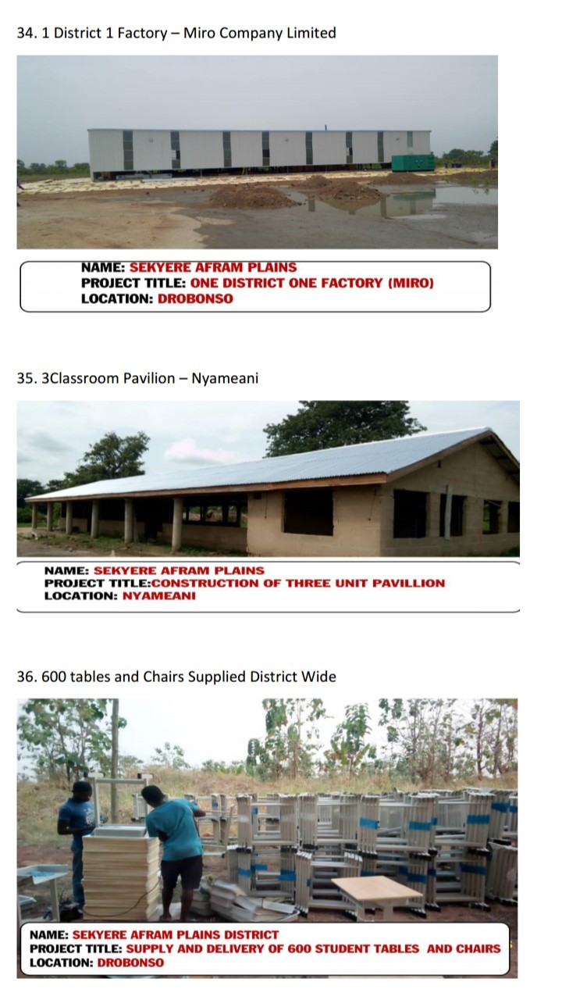 34. 1 District 1 Factory – Miro Company Limited
NAME: SEKYERE AFRAM PLAINS
PROJECT TITLE: ONE DISTRICT ONE FACTORY (MIRO)
LOCATION: DROBONSO
35. 3Classroom Pavilion – Nyameani
NAME: SEKYERE AFRAM PLAINS
PROJECT TITLE:CONSTRUCTION OF THREE UNIT PAVILLION
LOCATION: NYAMEANI
36. 600 tables and Chairs Supplied District Wide
NAME: SEKYERE AFRAM PLAINS DISTRICT
PROJECT TITLE: SUPPLY AND DELIVERY OF 600 STUDENT TABLES AND CHAIRS
LOCATION: DROBONSO